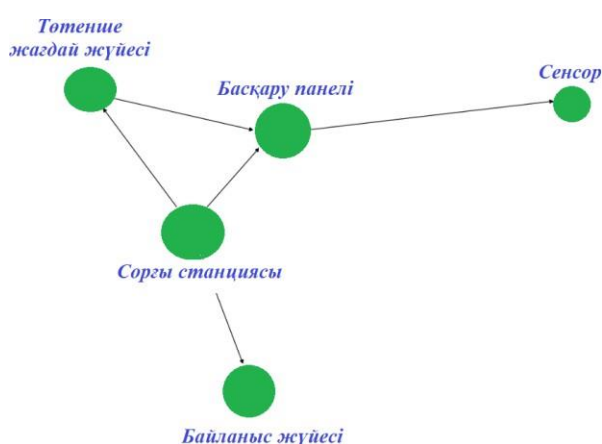 Төтенше
жағдай жүйесі
Басқару панелі
Сенсор
Сорғы станциясы
Байланыс жүйесі